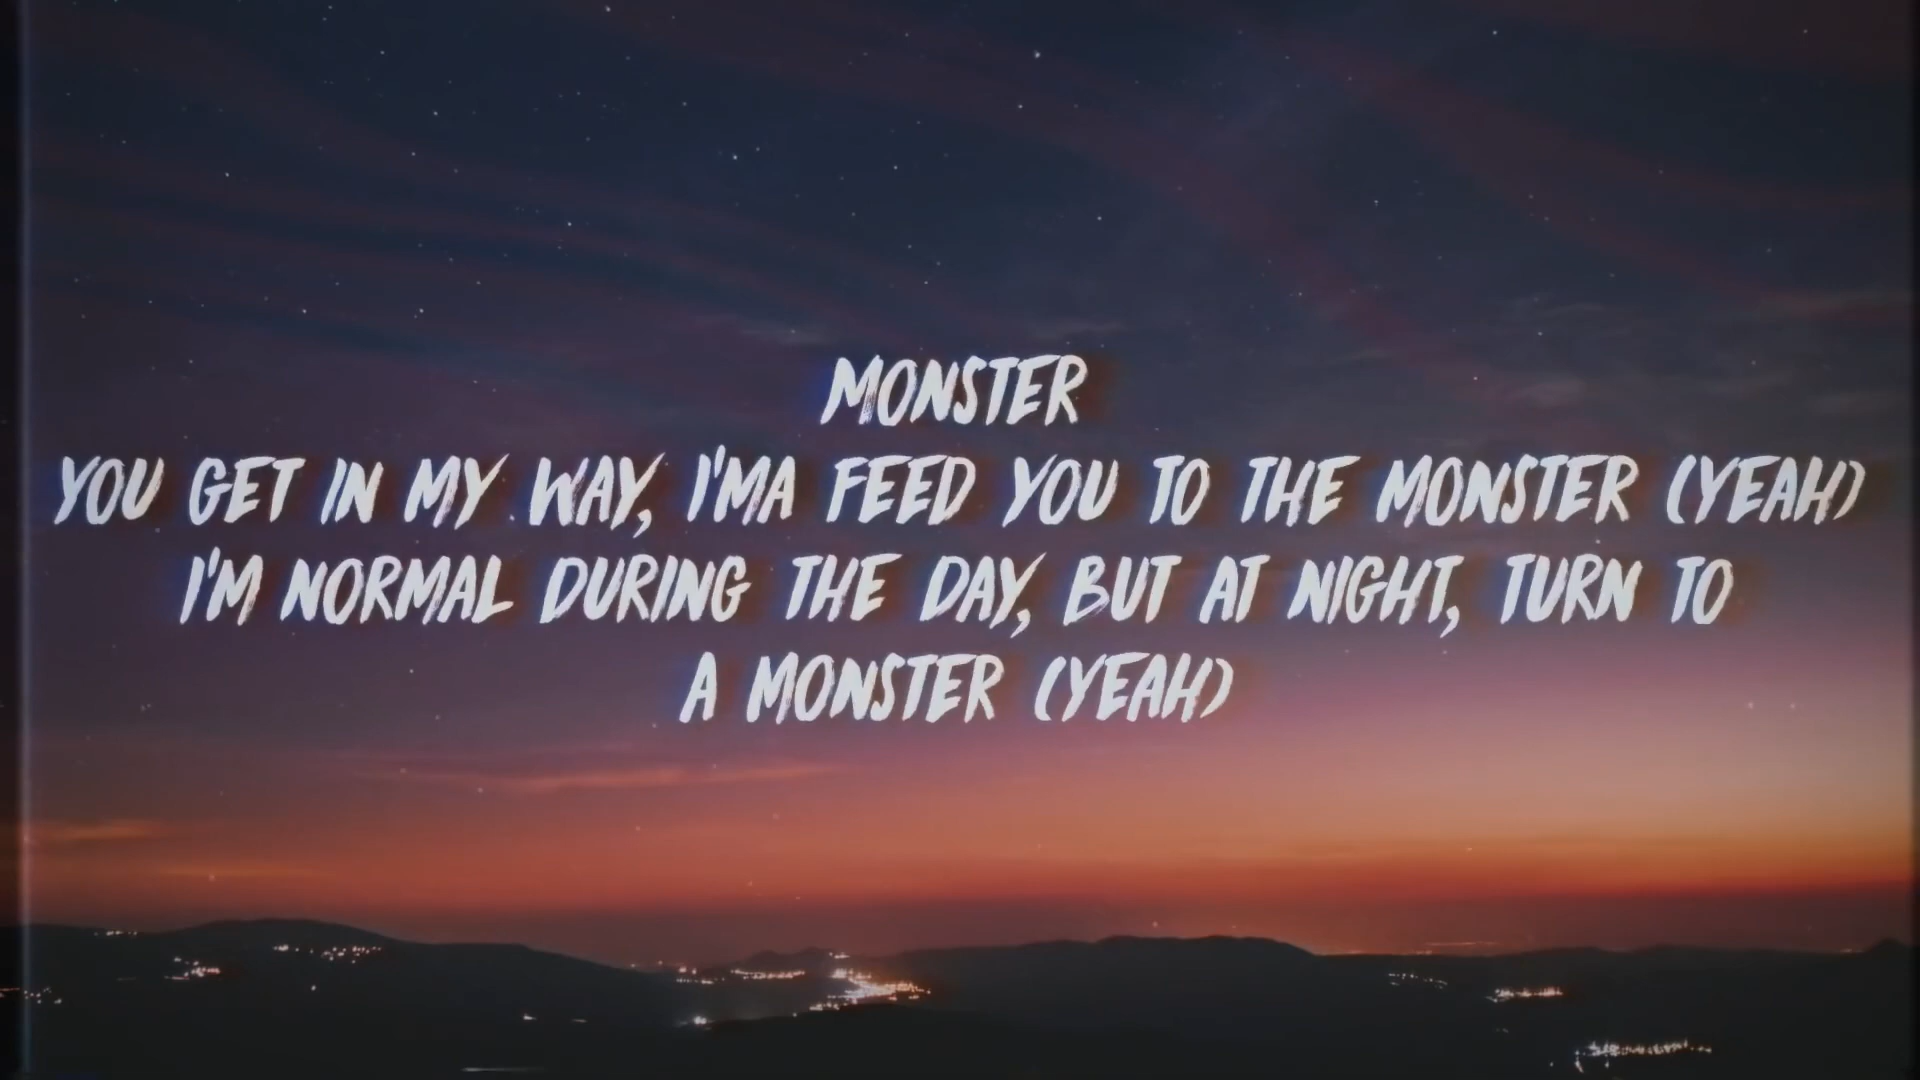 MONSTER
YOU GET IN MY WAY, I'MA FEED YOU TO THE MONSTER (YEAH)
I'M NORMAL DURING THE DAY, BUT AT NIGHT, TURN TO
A MONSTER (YEAH)